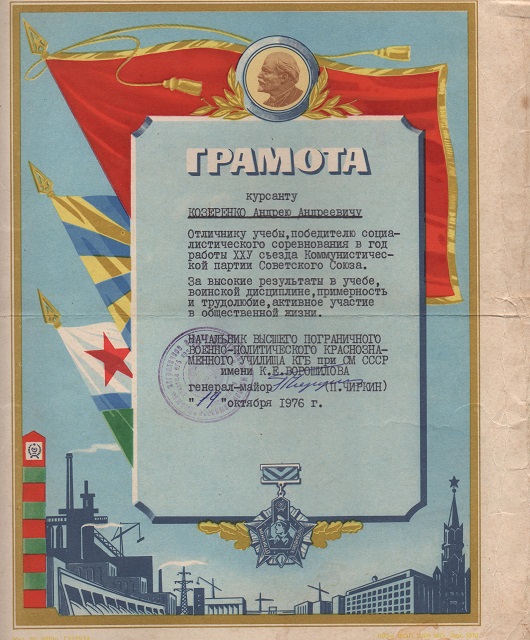 ГРАМОТА
курсанту
КОЗЕРЕНКО Андрею Андреевичу
Отличнику учебы,победителю социа-
листического соревнования в год
работы ХХУ съезда Коммунистичес-
кой партии Советского Союза.
За высокие результаты в учебе,
воинской дисциплине,примерность
и трудолюбие,активное участие
в общественной жизни.
НАЧАЛЬНИК ВЫСШЕГО ПОГРАНИЧНОГО
ВОЕННО-ПОЛИТИЧЕСКОГО КРАСНОЗНА-
МЕННОГО УЧИЛИЩА КГБ при СМ СССР
имени К.Е.ВОРОШИЛОВА
генерал-майор (П.ЧИРКИН)
"19"октября 1976 г.